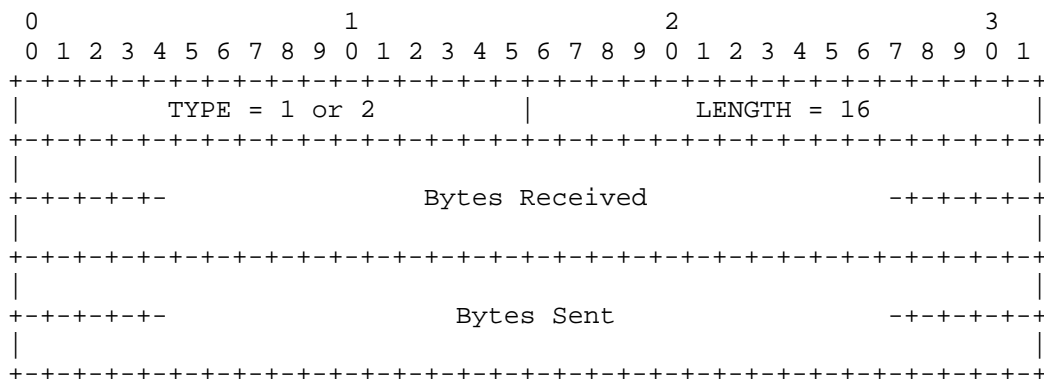 0                   1                   2                   3
 0 1 2 3 4 5 6 7 8 9 0 1 2 3 4 5 6 7 8 9 0 1 2 3 4 5 6 7 8 9 0 1
+-+-+-+-+-+-+-+-+-+-+-+-+-+-+-+-+-+-+-+-+-+-+-+-+-+-+-+-+-+-+-+-+
|         TYPE = 1 or 2         |          LENGTH = 16          |
+-+-+-+-+-+-+-+-+-+-+-+-+-+-+-+-+-+-+-+-+-+-+-+-+-+-+-+-+-+-+-+-+
|                                                               |
+-+-+-+-+-                Bytes Received               -+-+-+-+-+
|                                                               |
+-+-+-+-+-+-+-+-+-+-+-+-+-+-+-+-+-+-+-+-+-+-+-+-+-+-+-+-+-+-+-+-+
|                                                               |
+-+-+-+-+-                  Bytes Sent                 -+-+-+-+-+
|                                                               |
+-+-+-+-+-+-+-+-+-+-+-+-+-+-+-+-+-+-+-+-+-+-+-+-+-+-+-+-+-+-+-+-+